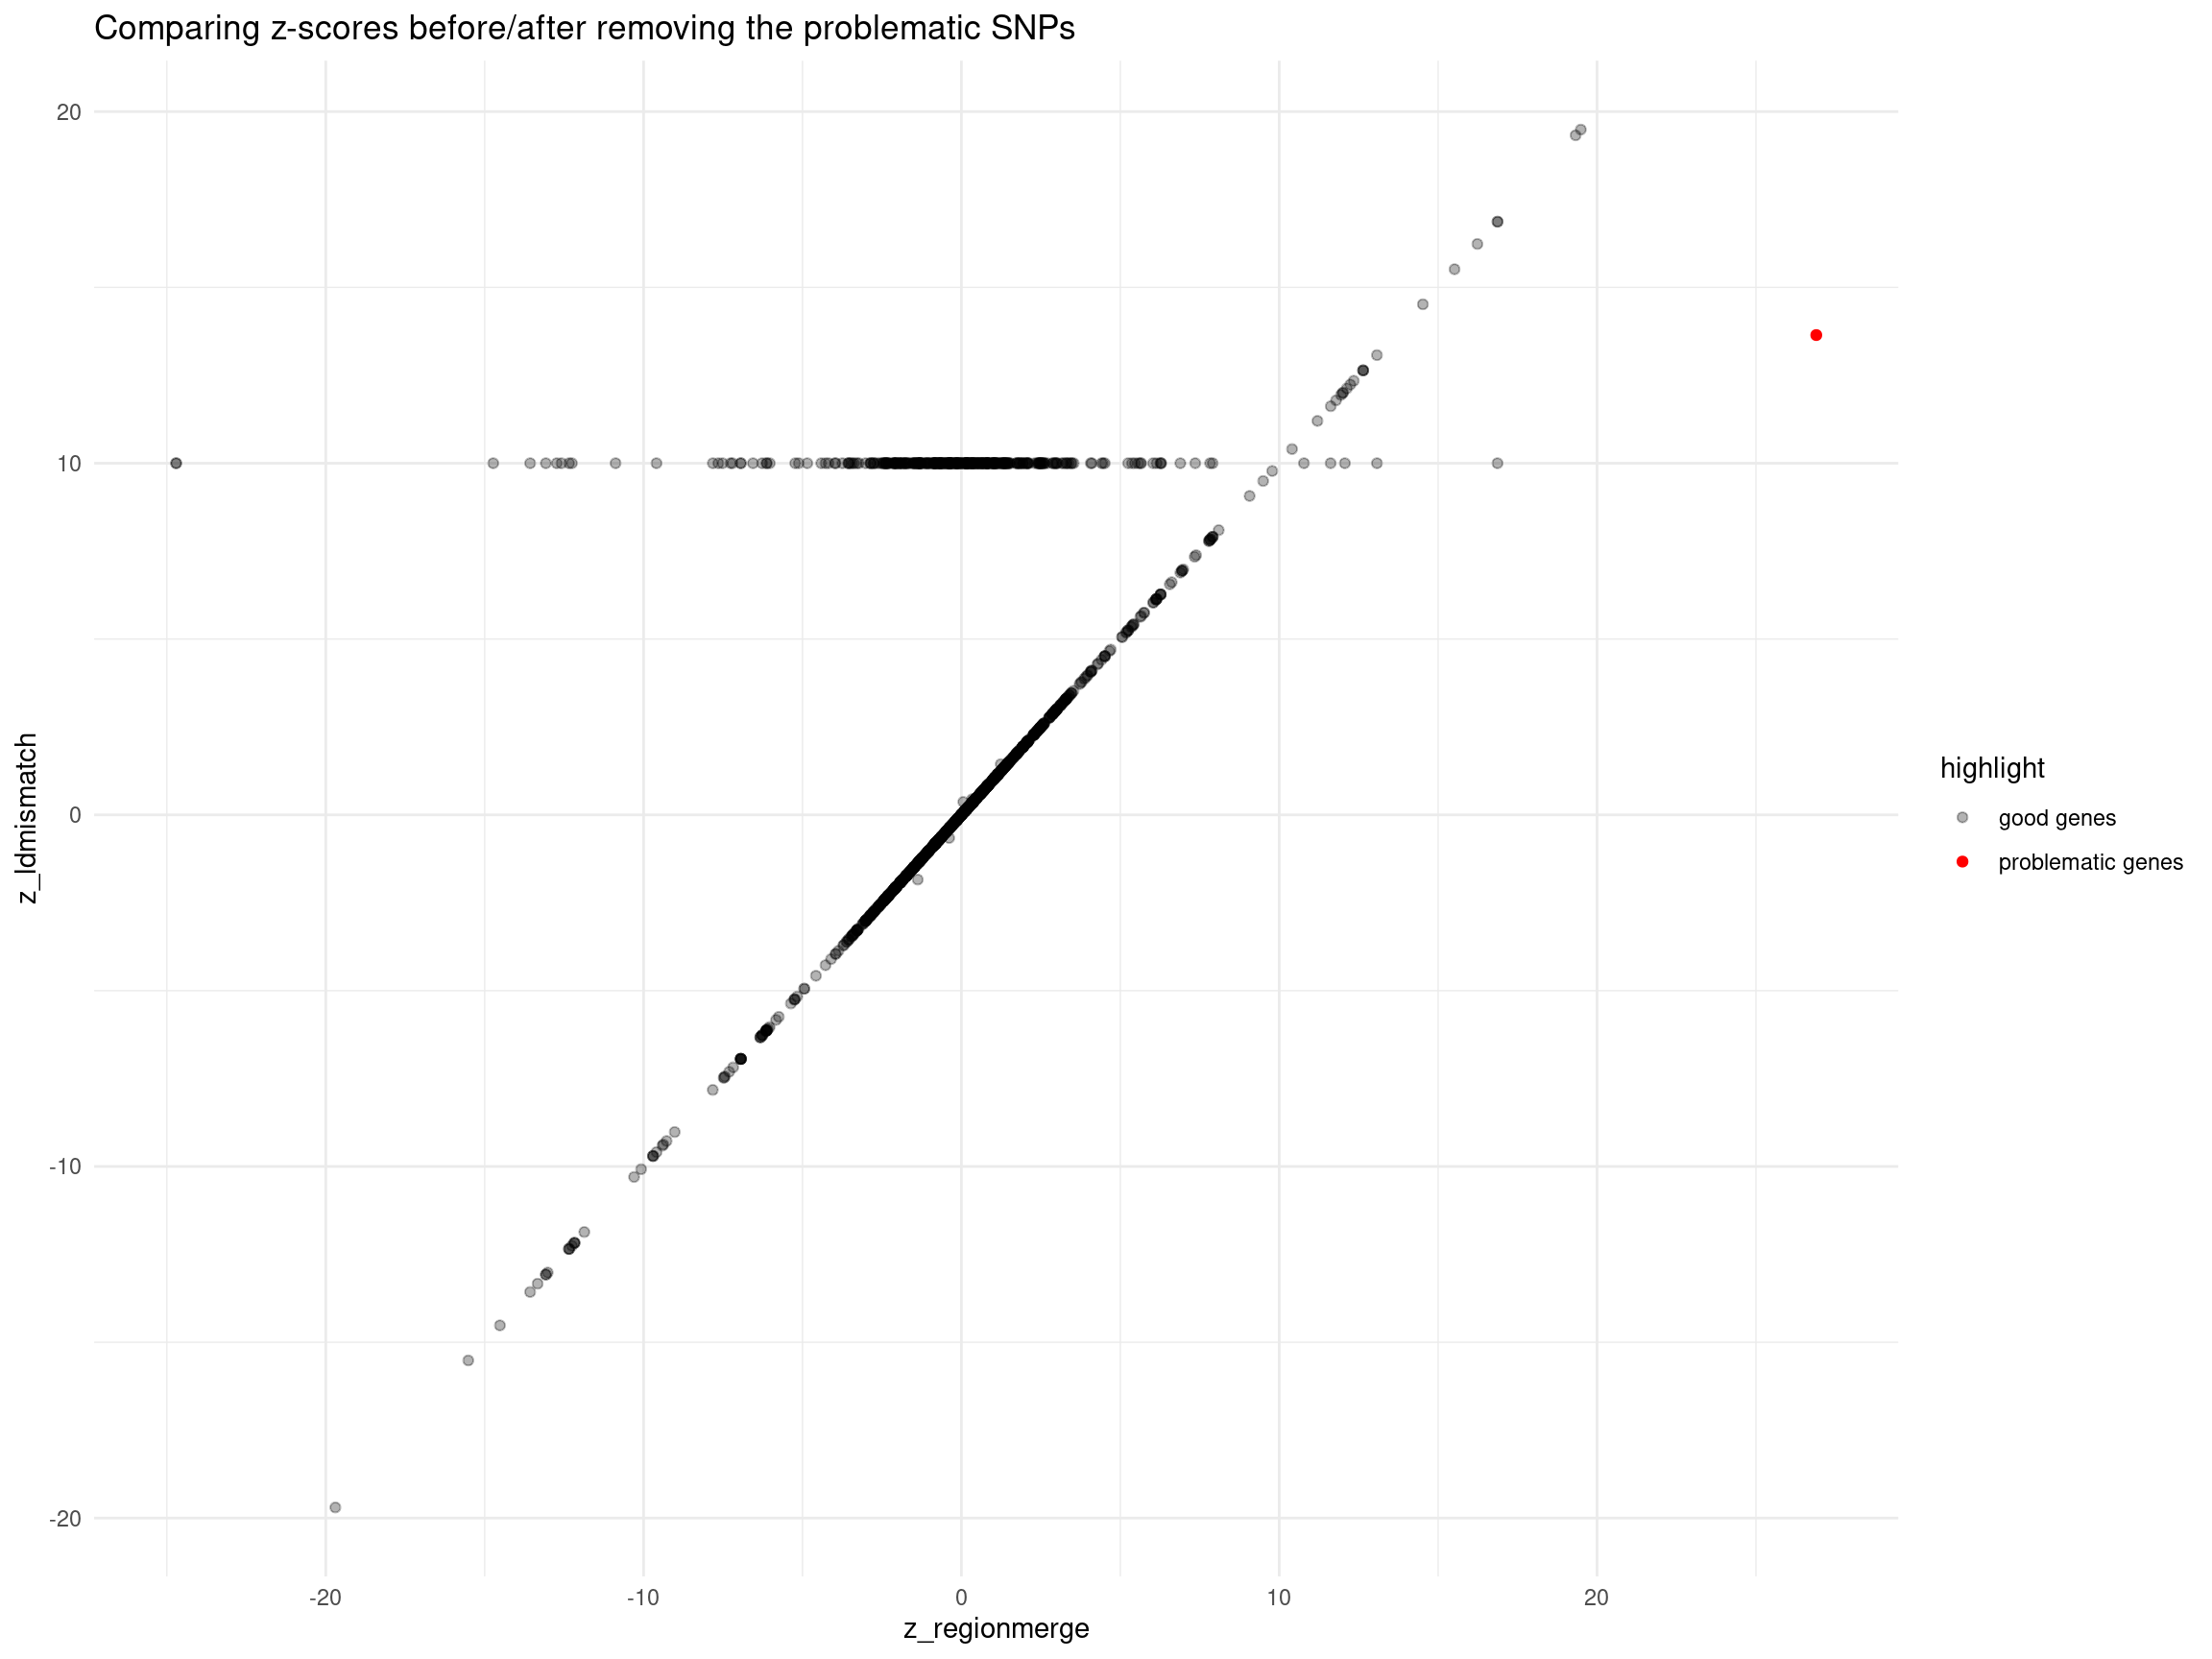 Comparing z-scores before/after removing the problematic SNPs
20
10
0
-10
-20
z_ldmismatch
-20
-10
0
10
20
z_regionmerge
highlight
good genes
problematic genes